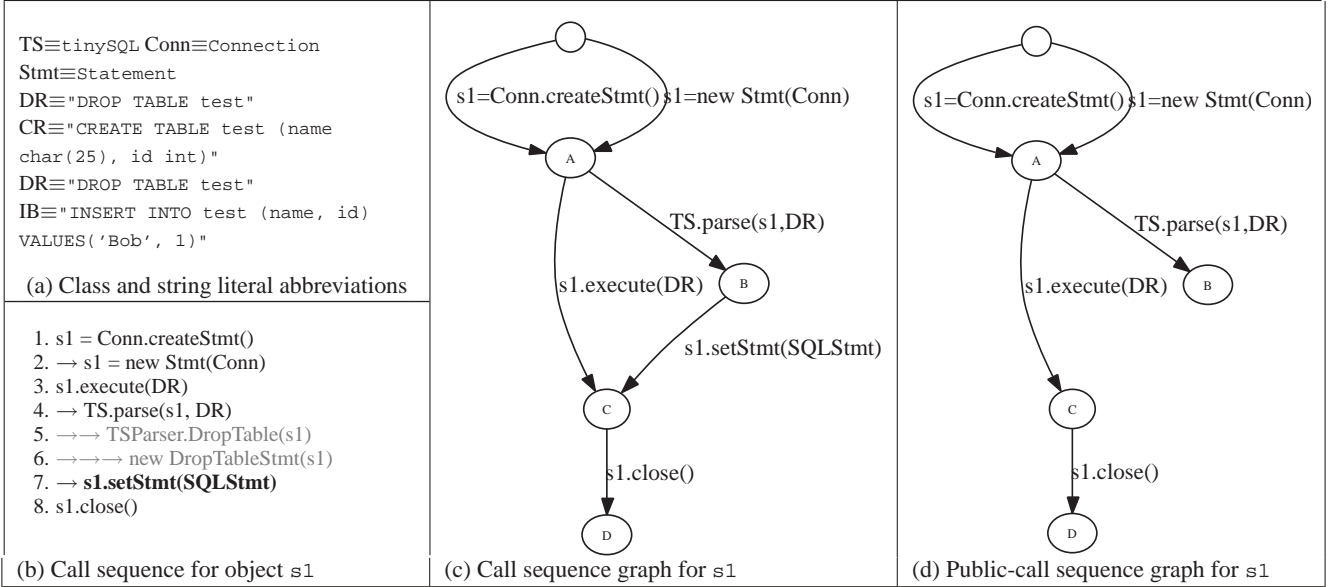 TS≡tinySQL Conn≡Connection
Stmt≡Statement
DR≡"DROP TABLE test"
CR≡"CREATE TABLE test (name
char(25), id int)"
DR≡"DROP TABLE test"
IB≡"INSERT INTO test (name, id)
VALUES('Bob', 1)"
(a) Class and string literal abbreviations
1. s1 = Conn.createStmt()
2. → s1 = new Stmt(Conn)
3. s1.execute(DR)
4. → TS.parse(s1, DR)
5. →→ TSParser.DropTable(s1)
6. →→→ new DropTableStmt(s1)
7. → s1.setStmt(SQLStmt)
8. s1.close()
(b) Call sequence for object s1
s1=Conn.createStmt()
s1=new Stmt(Conn)
A
TS.parse(s1,DR)
s1.execute(DR)
B
s1.setStmt(SQLStmt)
C
s1.close()
D
(c) Call sequence graph for s1
s1=Conn.createStmt()
s1=new Stmt(Conn)
A
TS.parse(s1,DR)
s1.execute(DR)
B
C
s1.close()
D
(d) Public-call sequence graph for s1